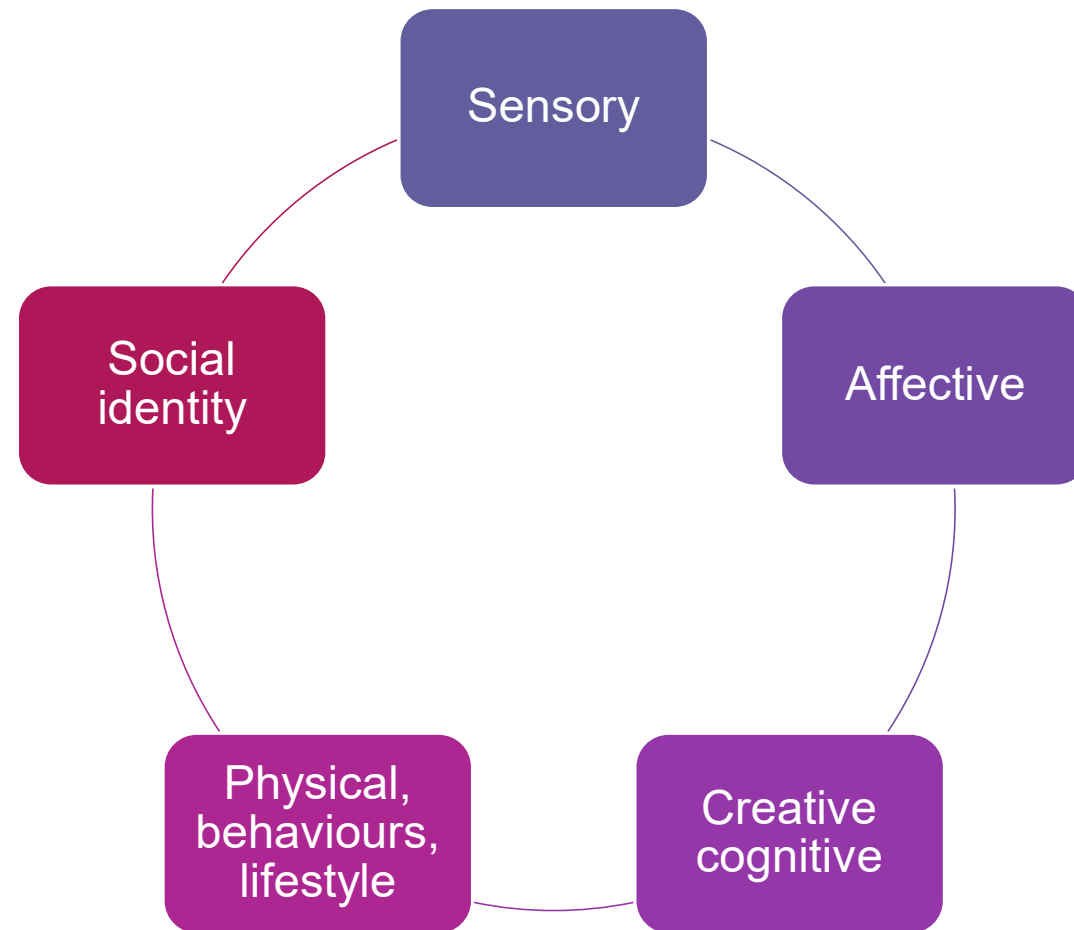 Sensory
Affective
Creative
cognitive
Physical,
behaviours,
lifestyle
Social
identity